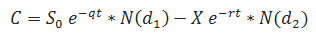 C = S₀ e⁻qt * N(d₁) − X e⁻rt * N(d₂)